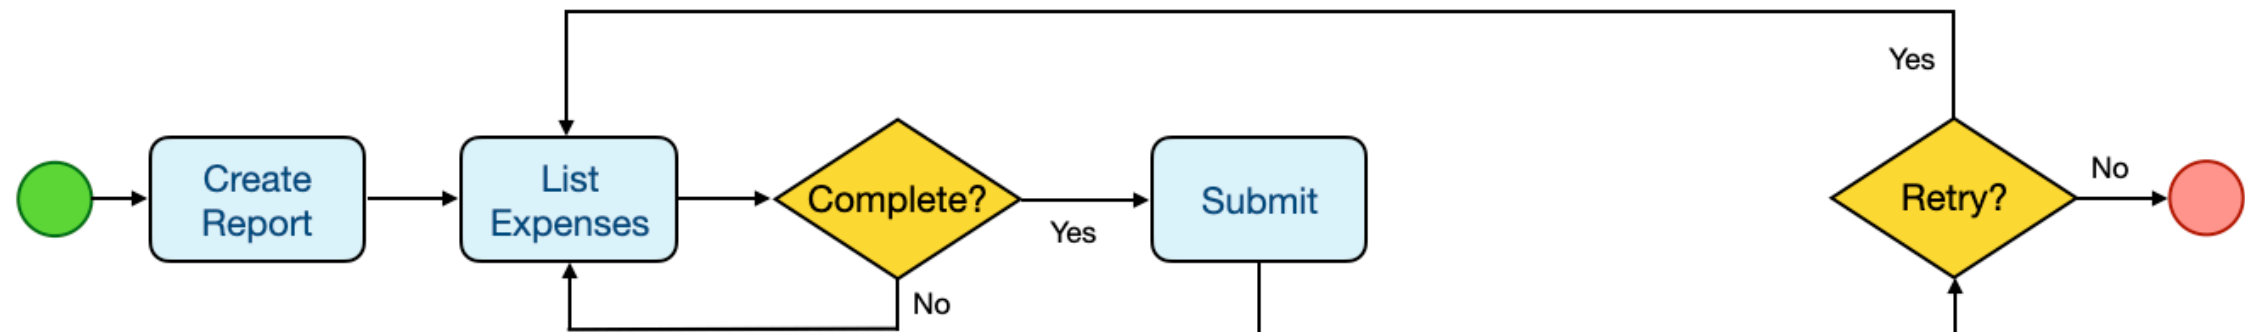 Yes
Create
Report
List
Expenses
Complete?
Yes
No
Submit
Retry?
No